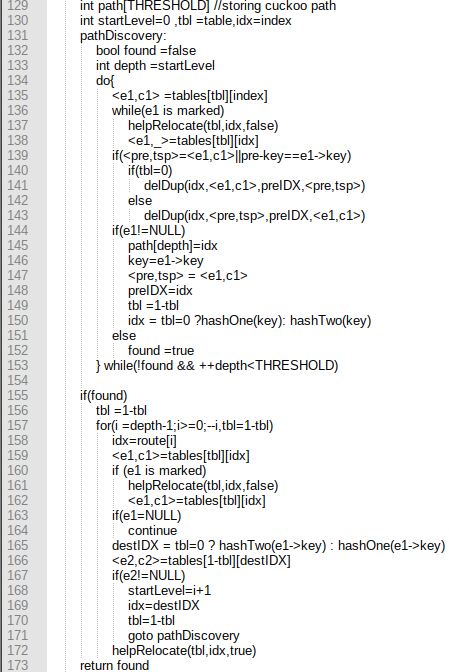 129 int path[THRESHOLD] //storing cuckoo path
130 int startLevel=0 ,tbl =table,idx=index
131 pathDiscovery:
132 bool found =false
133 int depth =startLevel
134 do{
135 <e1,c1> =tables[tbl][index]
136 while(e1 is marked)
137 helpRelocate(tbl,idx,false)
138 <e1,_>=tables[tbl][idx]
139 if(<pre,tsp>=<e1,c1>||pre-key==e1->key)
140 if(tbl=0)
141 delDup(idx,<e1,c1>,preIDX,<pre,tsp>)
142 else
143 delDup(idx,<pre,tsp>,preIDX,<e1,c1>)
144 if(e1!=NULL)
145 path[depth]=idx
146 key=e1->key
147 <pre,tsp> = <e1,c1>
148 preIDX=idx
149 tbl =1-tbl
150 idx = tbl=0 ?hashOne(key): hashTwo(key)
151 else
152 found =true
153 } while(!found && ++depth<THRESHOLD)
154
155 if(found)
156 tbl =1-tbl
157 for(i =depth-1;i>=0;--i,tbl=1-tbl)
158 idx=route[i]
159 <e1,c1>=tables[tbl][idx]
160 if (e1 is marked)
161 helpRelocate(tbl,idx,false)
162 <e1,c1>=tables[tbl][idx]
163 if(e1=NULL)
164 continue
165 destIDX = tbl=0 ? hashTwo(e1->key) : hashOne(e1->key)
166 <e2,c2>=tables[1-tbl][destIDX]
167 if(e2!=NULL)
168 startLevel=i+1
169 idx=destIDX
170 tbl=1-tbl
171 goto pathDiscovery
172 helpRelocate(tbl,idx,true)
173 return found